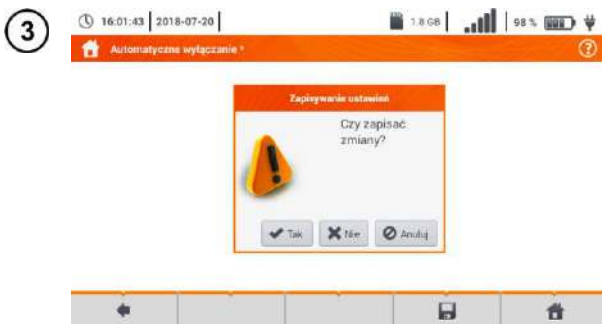 3
16:01:43 2018-07-20 1.8 GB 98 %
Automatyczne wyłączanie *
?
Zapisywanie ustawień
Czy zapisać
zmiany?
Tak Nie Anuluj